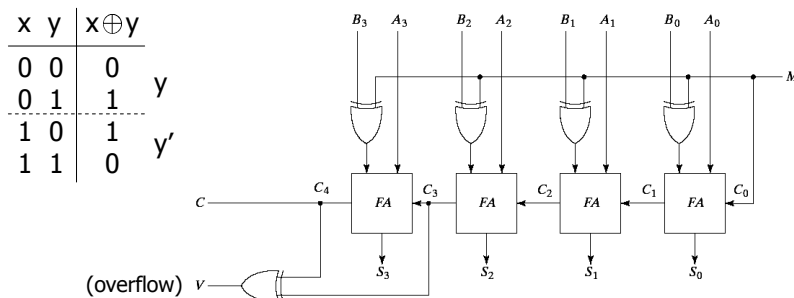 x y x⊕y
0 0 0
0 1 1
y
1 0 1
1 1 0
y'
B3 A3 B2 A2 B1 A1 B0 A0
M
C C4 FA C3 FA C2 FA C1 FA C0
S3 S2 S1 S0
(overflow) V